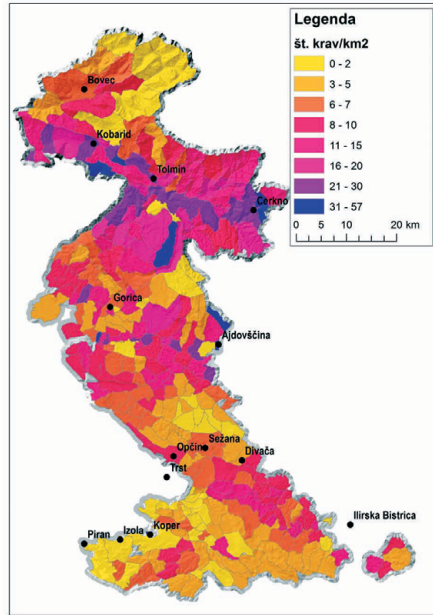 Legenda
št. krav/km2
0 - 2
3 - 5
6 - 7
8 - 10
11 - 15
16 - 20
21 - 30
31 - 57
0 5 10 20 km
Bovec
Kobarid
Tolmin
Cerkno
Gorica
Ajdovščina
Sežana
Opčine
Divača
Trst
Ilirska Bistrica
Koper
Izola
Piran